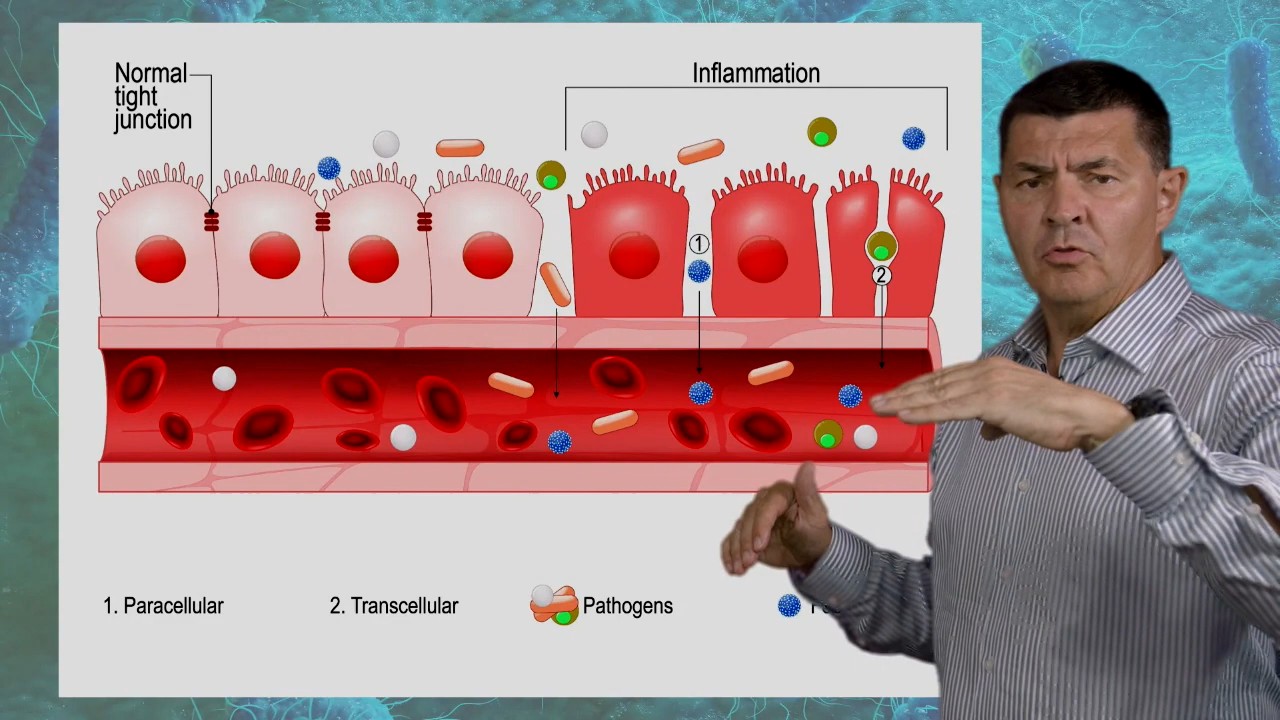 Normal
tight
junction
Inflammation
1
2
1. Paracellular
2. Transcellular
Pathogens